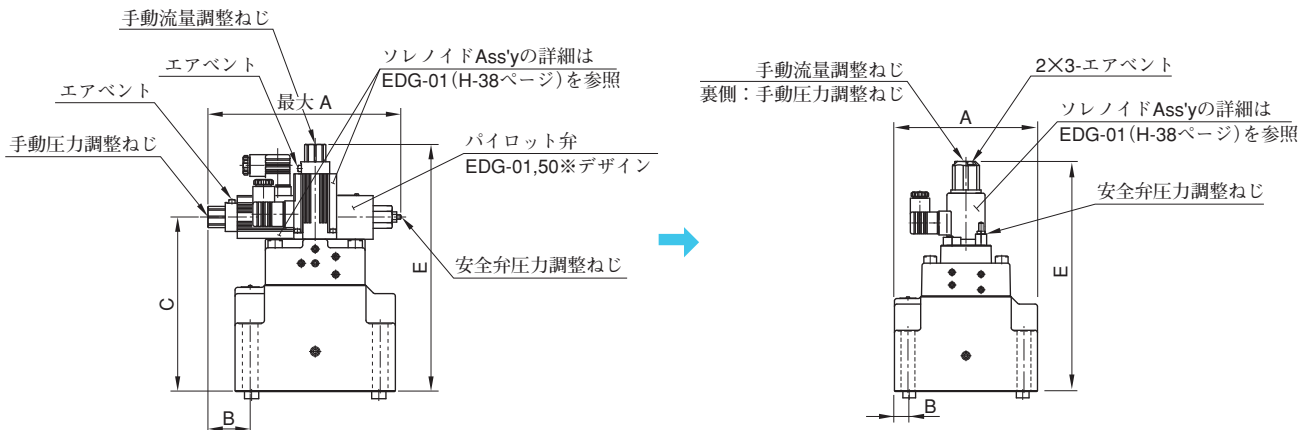 手動流量調整ねじ
エアベント
ソレノイドAss'yの詳細は
EDG-01(H-38ページ)を参照
エアベント
最大 A
手動圧力調整ねじ
パイロット弁
EDG-01,50※デザイン
安全弁圧力調整ねじ
C
E
B
手動流量調整ねじ
裏側：手動圧力調整ねじ
2×3-エアベント
ソレノイドAss'yの詳細は
EDG-01(H-38ページ)を参照
A
安全弁圧力調整ねじ
E
B